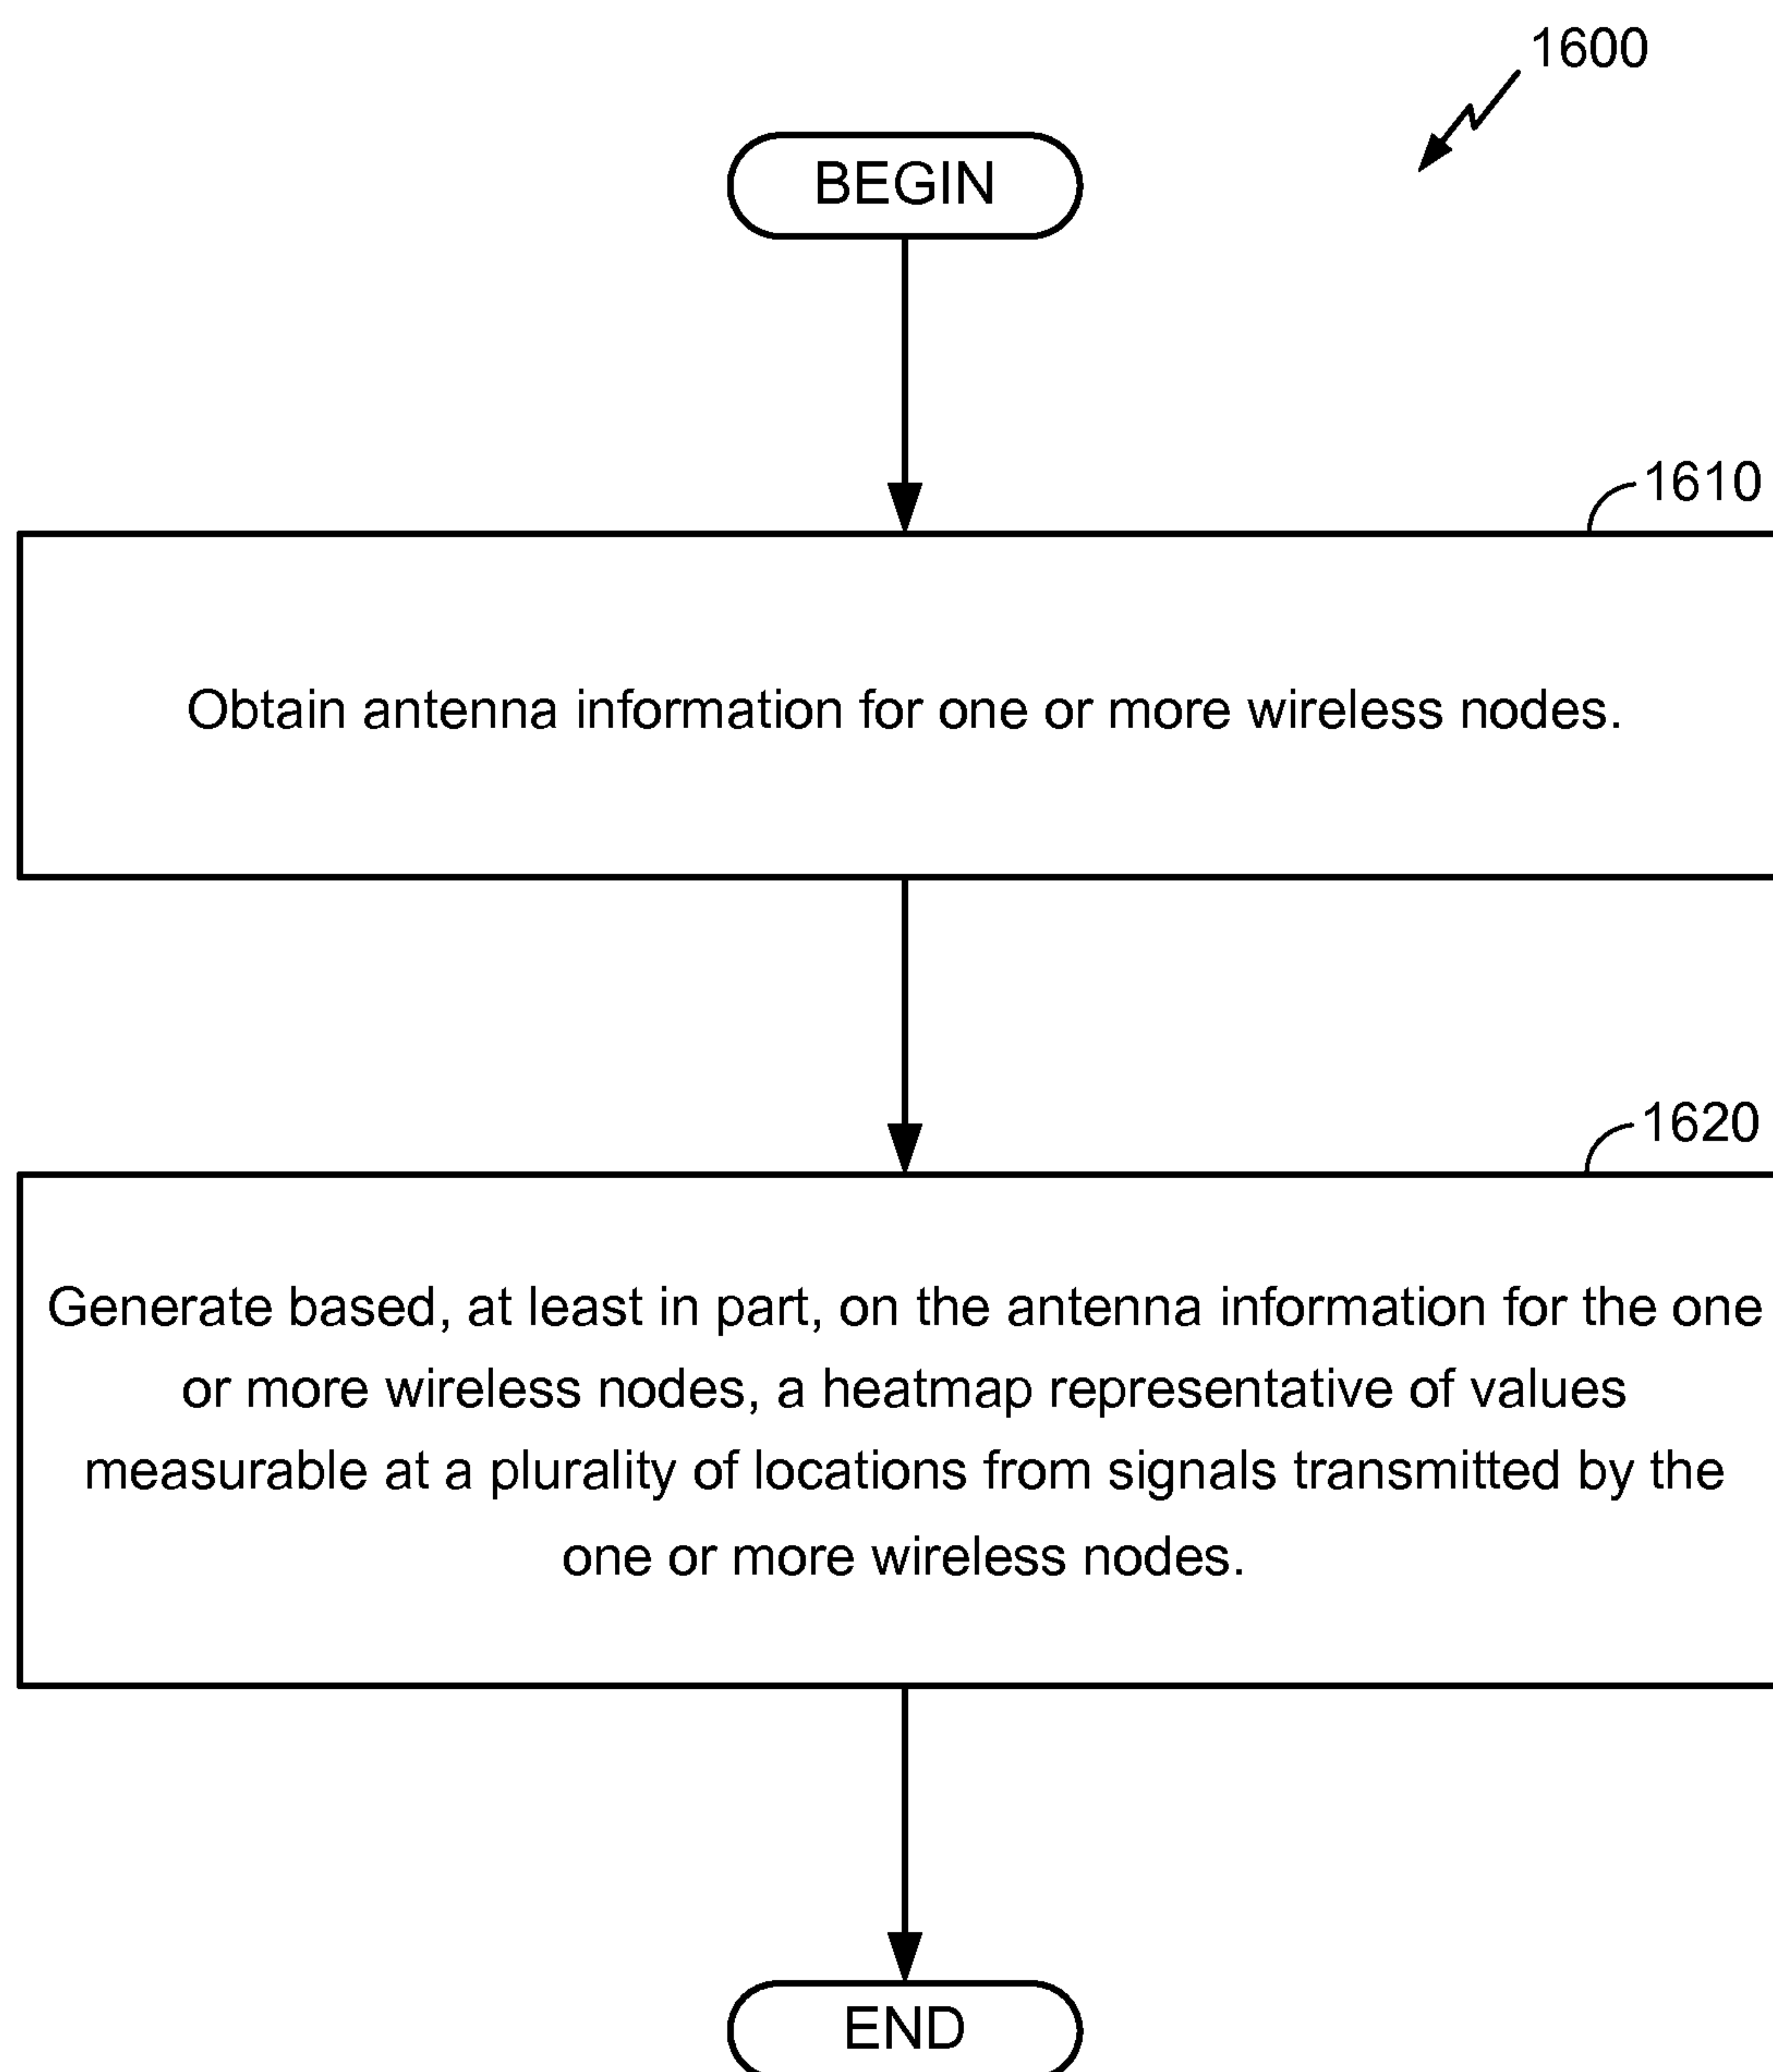 1600
BEGIN
1610
Obtain antenna information for one or more wireless nodes.
1620
Generate based, at least in part, on the antenna information for the one
or more wireless nodes, a heatmap representative of values
measurable at a plurality of locations from signals transmitted by the
one or more wireless nodes.
END